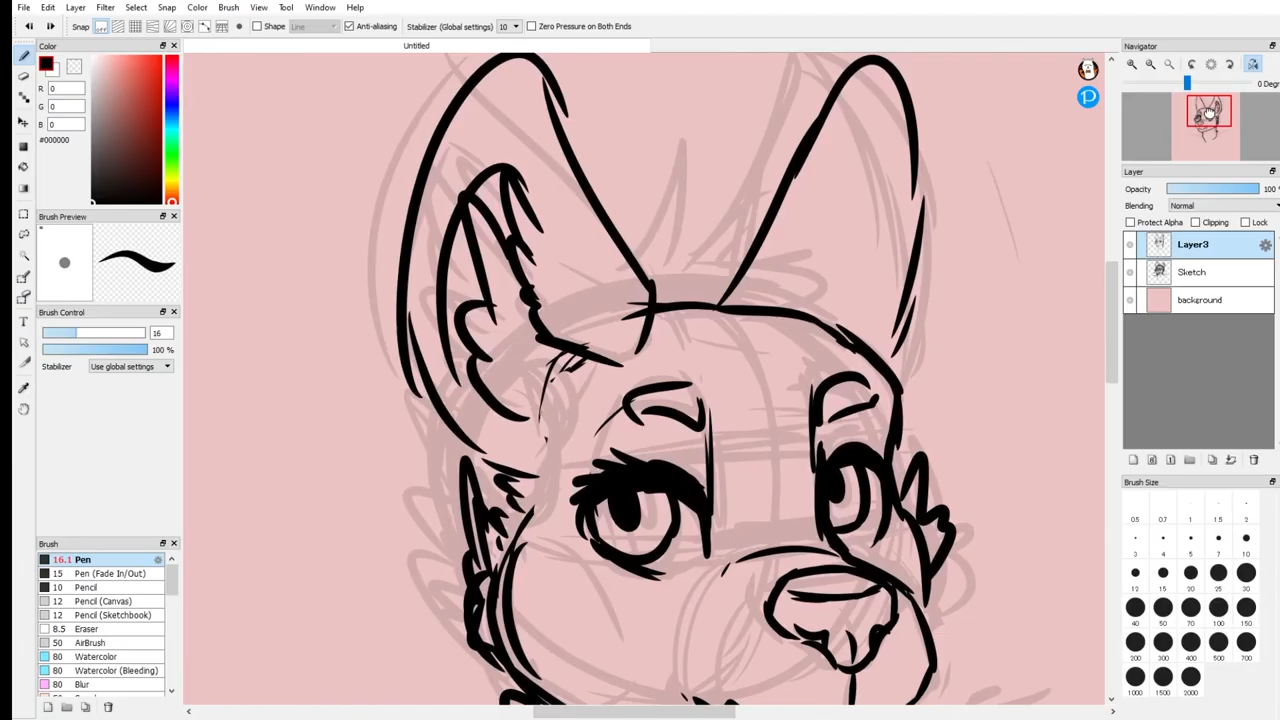 File Edit Layer Filter Select Snap Color Brush View Tool Window Help
Snap OFF Shape Line Anti-aliasing Stabilizer (Global settings) 10 Zero Pressure on Both Ends
Untitled
Color
R 0
G 0
B 0
#000000
Brush Preview
Brush Control
16
100 %
Stabilizer Use global settings
Brush
16.1 Pen
15 Pen (Fade In/Out)
10 Pencil
12 Pencil (Canvas)
12 Pencil (Sketchbook)
8.5 Eraser
50 AirBrush
80 Watercolor
80 Watercolor (Bleeding)
80 Blur
Navigator
0 Degr
Layer
Opacity 100 %
Blending Normal
Protect Alpha Clipping Lock
Layer3
Sketch
background
Brush Size
0.5 0.7 1 1.5 2
3 4 5 7 10
12 15 20 25 30
40 50 70 100 150
200 300 400 500 700
1000 1500 2000